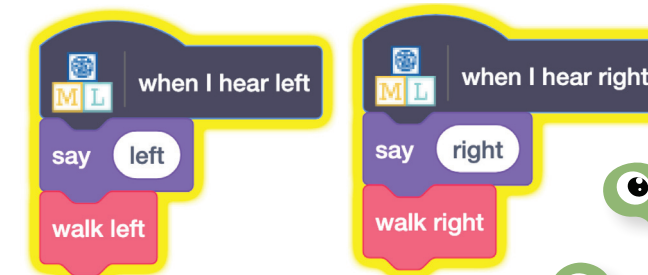 M L when I hear left
say left
walk left
M L when I hear right
say right
walk right